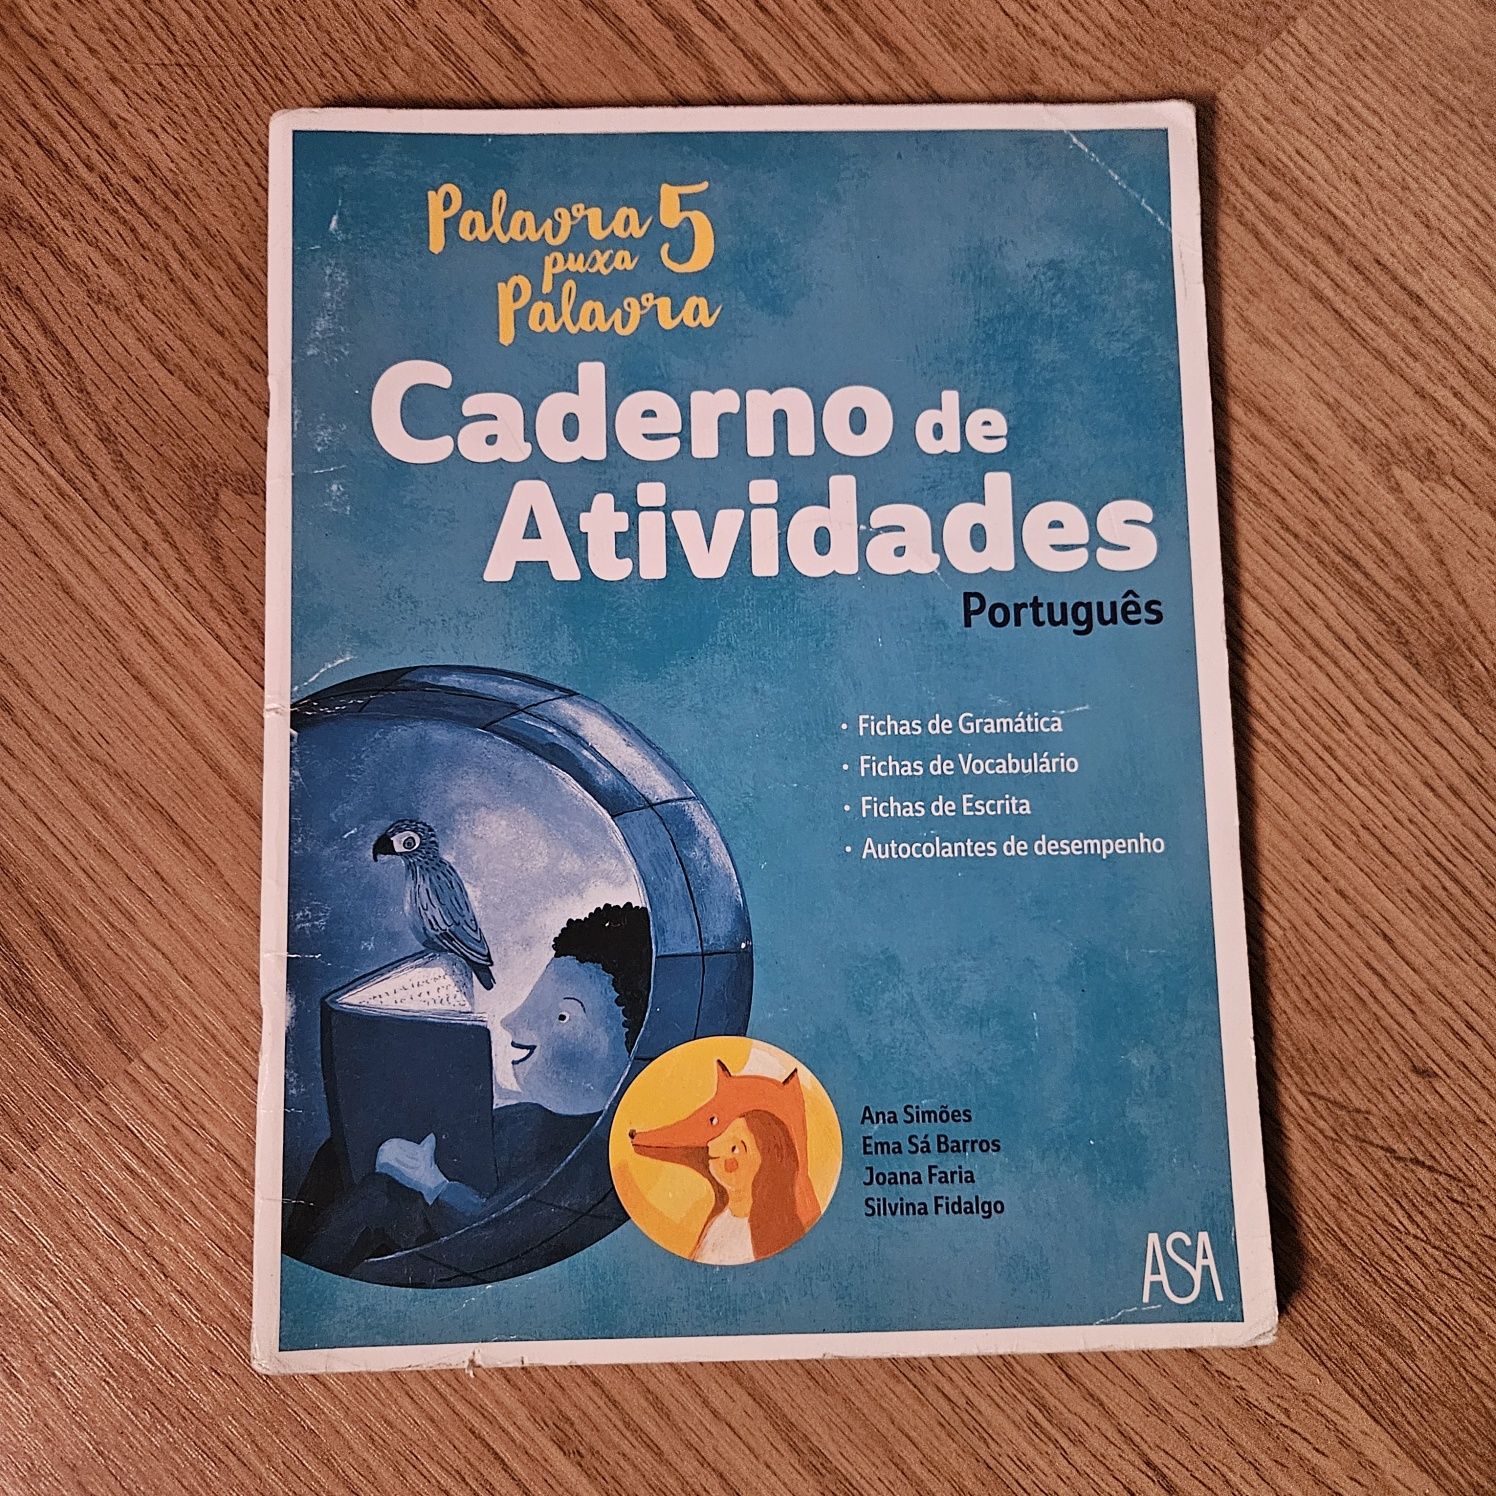 Palavra 5
puxa
Palavra
Caderno de
Atividades
Português
• Fichas de Gramática
• Fichas de Vocabulário
• Fichas de Escrita
• Autocolantes de desempenho
Ana Simões
Ema Sá Barros
Joana Faria
Silvina Fidalgo
ASA